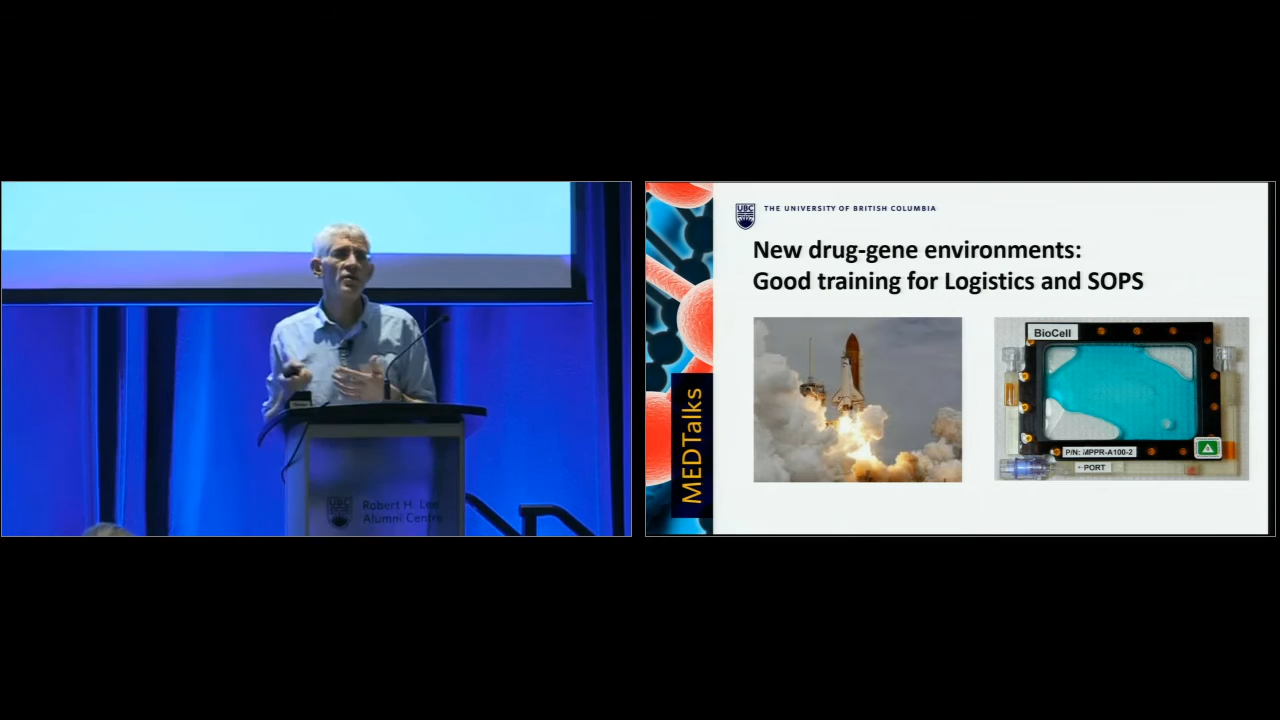 UBC
Robert H. Lee
Alumni Centre
UBC
THE UNIVERSITY OF BRITISH COLUMBIA
New drug-gene environments:
Good training for Logistics and SOPS
MEDTalks
BioCell
P/N: MPPR-A100-2
PORT